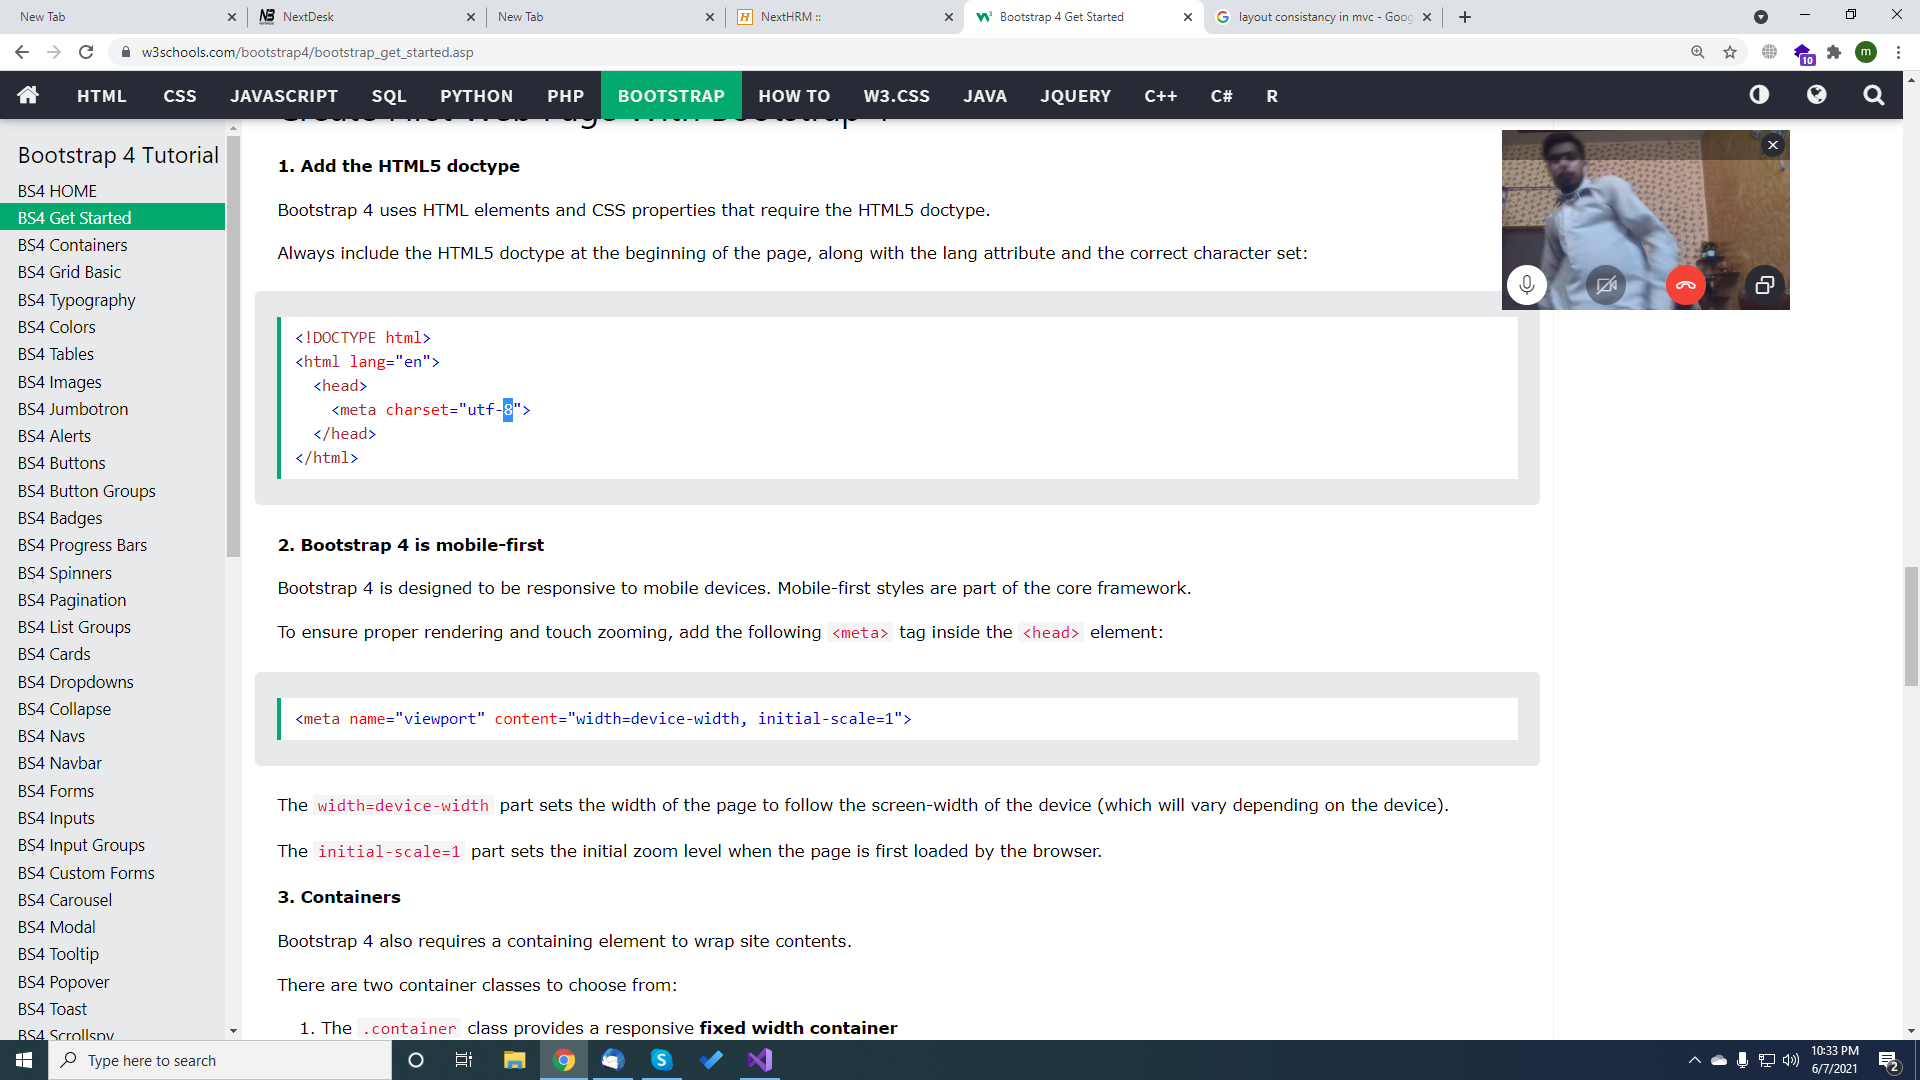 New Tab
NextDesk
New Tab
NextHRM ::
Bootstrap 4 Get Started
layout consistancy in mvc - Goog
w3schools.com/bootstrap4/bootstrap_get_started.asp
10
m
HTML
CSS
JAVASCRIPT
SQL
PYTHON
PHP
BOOTSTRAP
HOW TO
W3.CSS
JAVA
JQUERY
C++
C#
R
Create First Web Page With Bootstrap 4
Bootstrap 4 Tutorial
BS4 HOME
BS4 Get Started
BS4 Containers
BS4 Grid Basic
BS4 Typography
BS4 Colors
BS4 Tables
BS4 Images
BS4 Jumbotron
BS4 Alerts
BS4 Buttons
BS4 Button Groups
BS4 Badges
BS4 Progress Bars
BS4 Spinners
BS4 Pagination
BS4 List Groups
BS4 Cards
BS4 Dropdowns
BS4 Collapse
BS4 Navs
BS4 Navbar
BS4 Forms
BS4 Inputs
BS4 Input Groups
BS4 Custom Forms
BS4 Carousel
BS4 Modal
BS4 Tooltip
BS4 Popover
BS4 Toast
BS4 Scrollspy
1. Add the HTML5 doctype
Bootstrap 4 uses HTML elements and CSS properties that require the HTML5 doctype.
Always include the HTML5 doctype at the beginning of the page, along with the lang attribute and the correct character set:
<!DOCTYPE html>
<html lang="en">
<head>
<meta charset="utf-8">
</head>
</html>
2. Bootstrap 4 is mobile-first
Bootstrap 4 is designed to be responsive to mobile devices. Mobile-first styles are part of the core framework.
To ensure proper rendering and touch zooming, add the following <meta> tag inside the <head> element:
<meta name="viewport" content="width=device-width, initial-scale=1">
The width=device-width part sets the width of the page to follow the screen-width of the device (which will vary depending on the device).
The initial-scale=1 part sets the initial zoom level when the page is first loaded by the browser.
3. Containers
Bootstrap 4 also requires a containing element to wrap site contents.
There are two container classes to choose from:
1. The .container class provides a responsive fixed width container
Type here to search
10:33 PM
6/7/2021
2